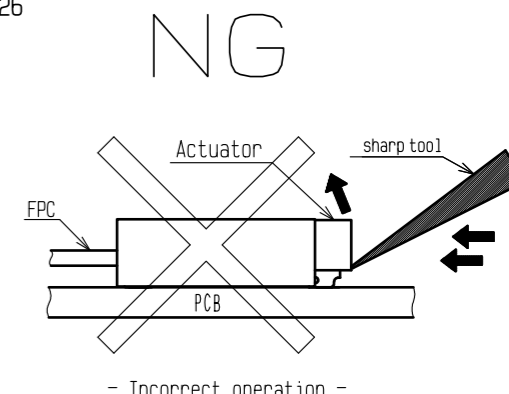 26
NG
Actuator
sharp tool
FPC
PCB
- Incorrect operation -